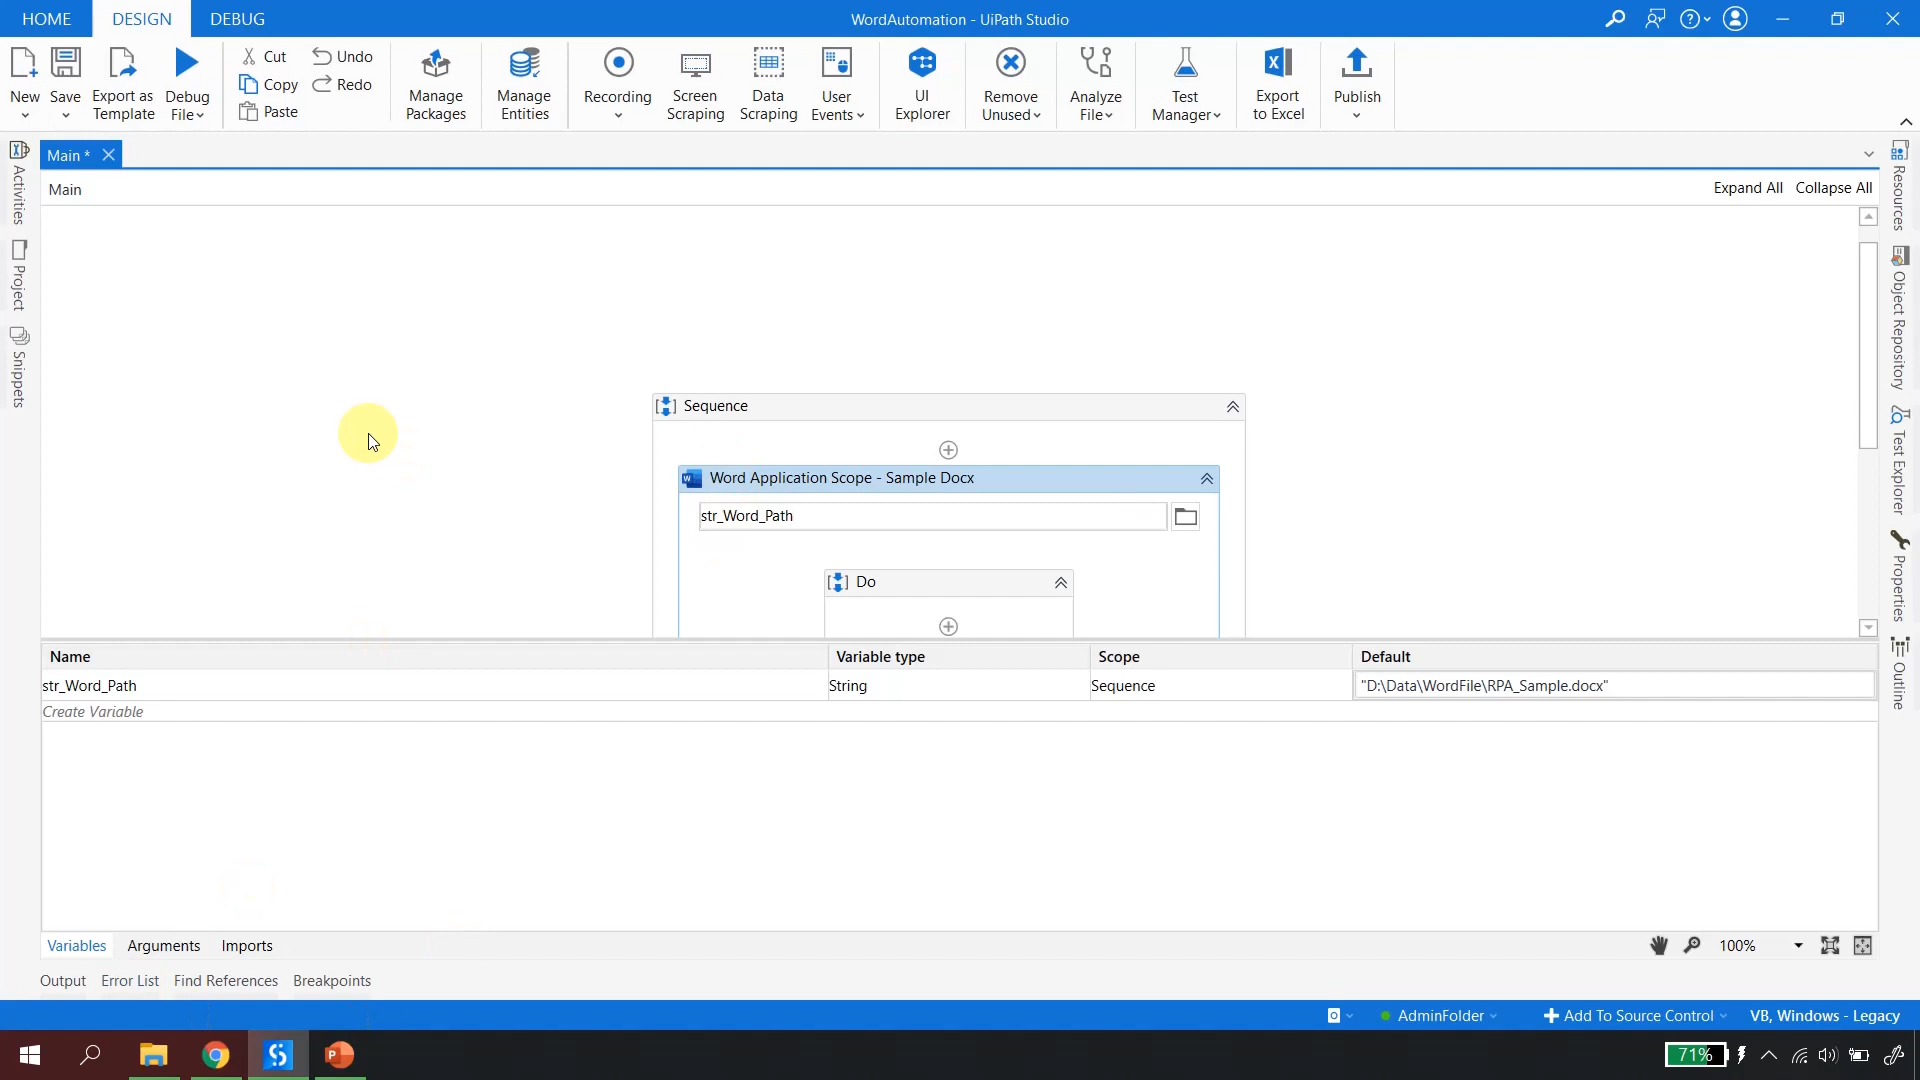 HOME DESIGN DEBUG WordAutomation - UiPath Studio
New Save Export as Template Debug File Cut Copy Paste Undo Redo Manage Packages Manage Entities Recording Screen Scraping Data Scraping User Events UI Explorer Remove Unused Analyze File Test Manager Export to Excel Publish
Main *
Main Expand All Collapse All
Activities
Project
Snippets
Resources
Object Repository
Test Explorer
Properties
Outline
Sequence
Word Application Scope - Sample Docx
str_Word_Path
Do
Name Variable type Scope Default
str_Word_Path String Sequence "D:\Data\WordFile\RPA_Sample.docx"
Create Variable
Variables Arguments Imports 100%
Output Error List Find References Breakpoints
AdminFolder Add To Source Control VB, Windows - Legacy
71%